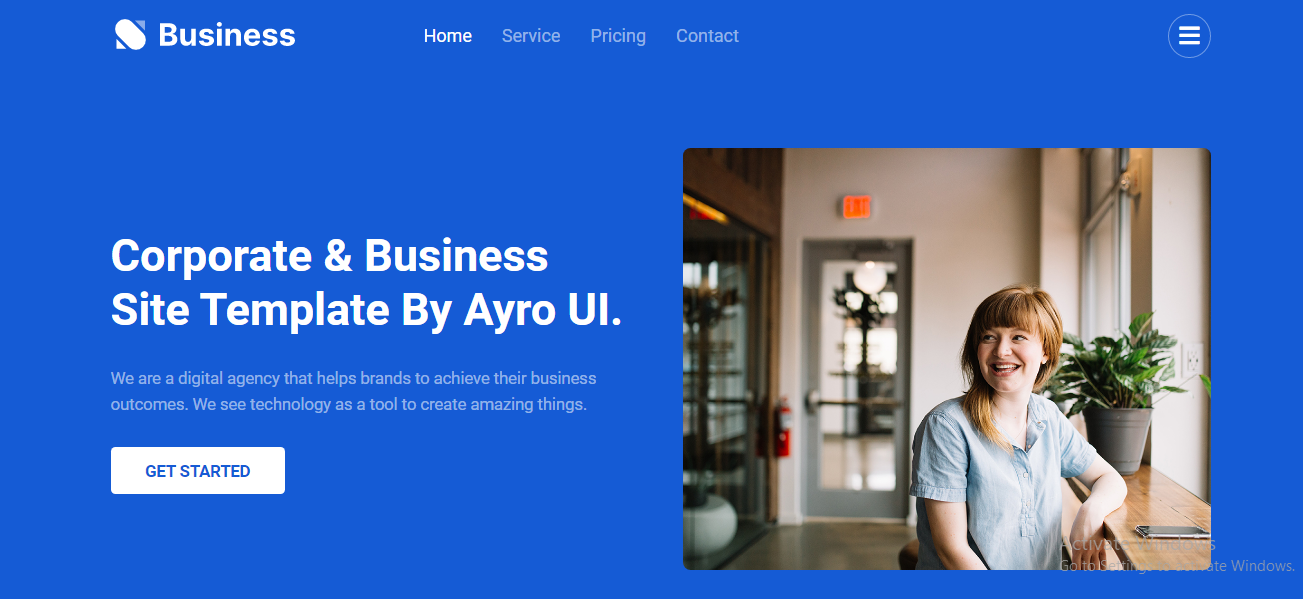 Business
Home Service Pricing Contact
EXIT
Corporate & Business
Site Template By Ayro UI.
We are a digital agency that helps brands to achieve their business
outcomes. We see technology as a tool to create amazing things.
GET STARTED
Activate Windows
Go to Settings to activate Windows.